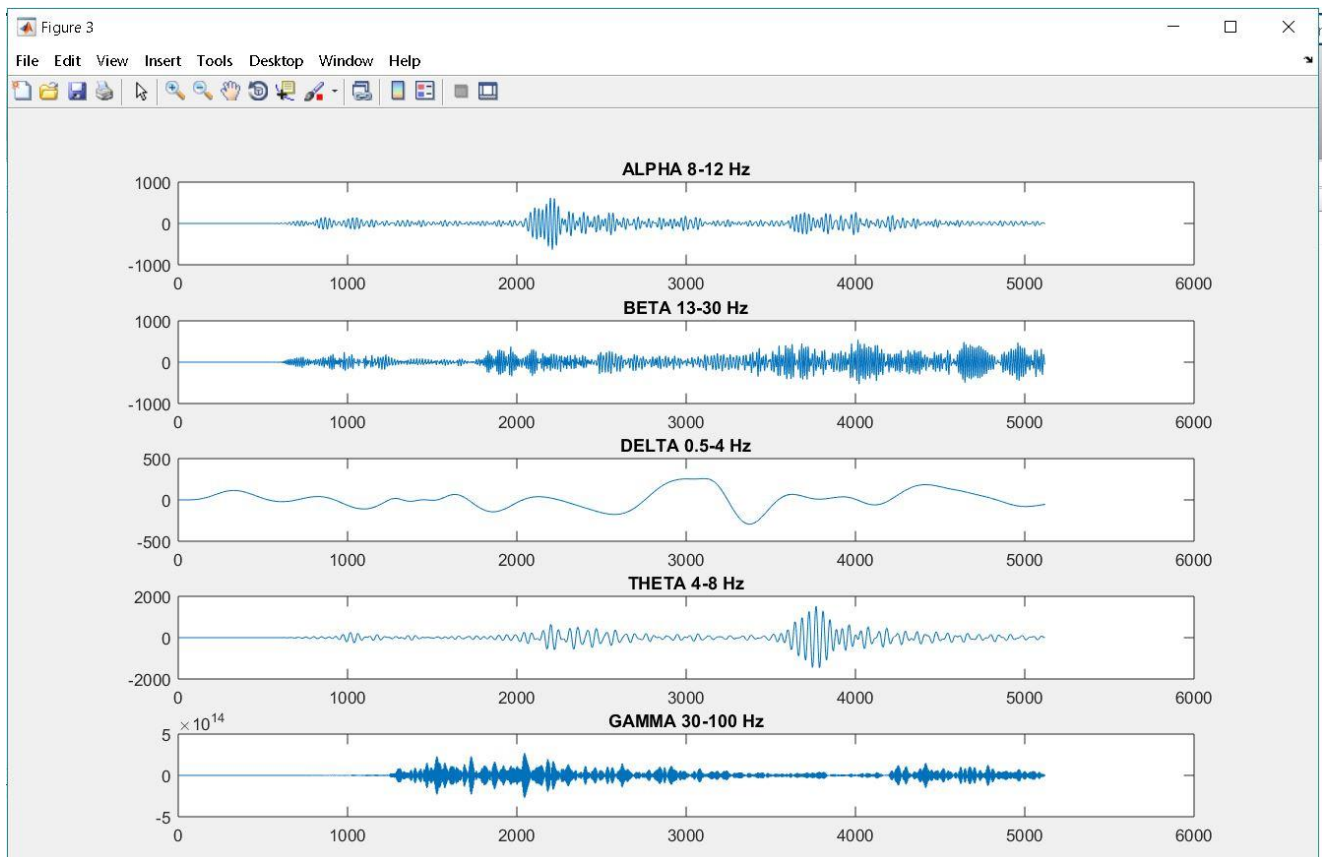 Figure 3
File Edit View Insert Tools Desktop Window Help
ALPHA 8-12 Hz
1000
0
-1000
0 1000 2000 3000 4000 5000 6000
BETA 13-30 Hz
1000
0
-1000
0 1000 2000 3000 4000 5000 6000
DELTA 0.5-4 Hz
500
0
-500
0 1000 2000 3000 4000 5000 6000
THETA 4-8 Hz
2000
0
-2000
0 1000 2000 3000 4000 5000 6000
×10^14
GAMMA 30-100 Hz
5
0
-5
0 1000 2000 3000 4000 5000 6000